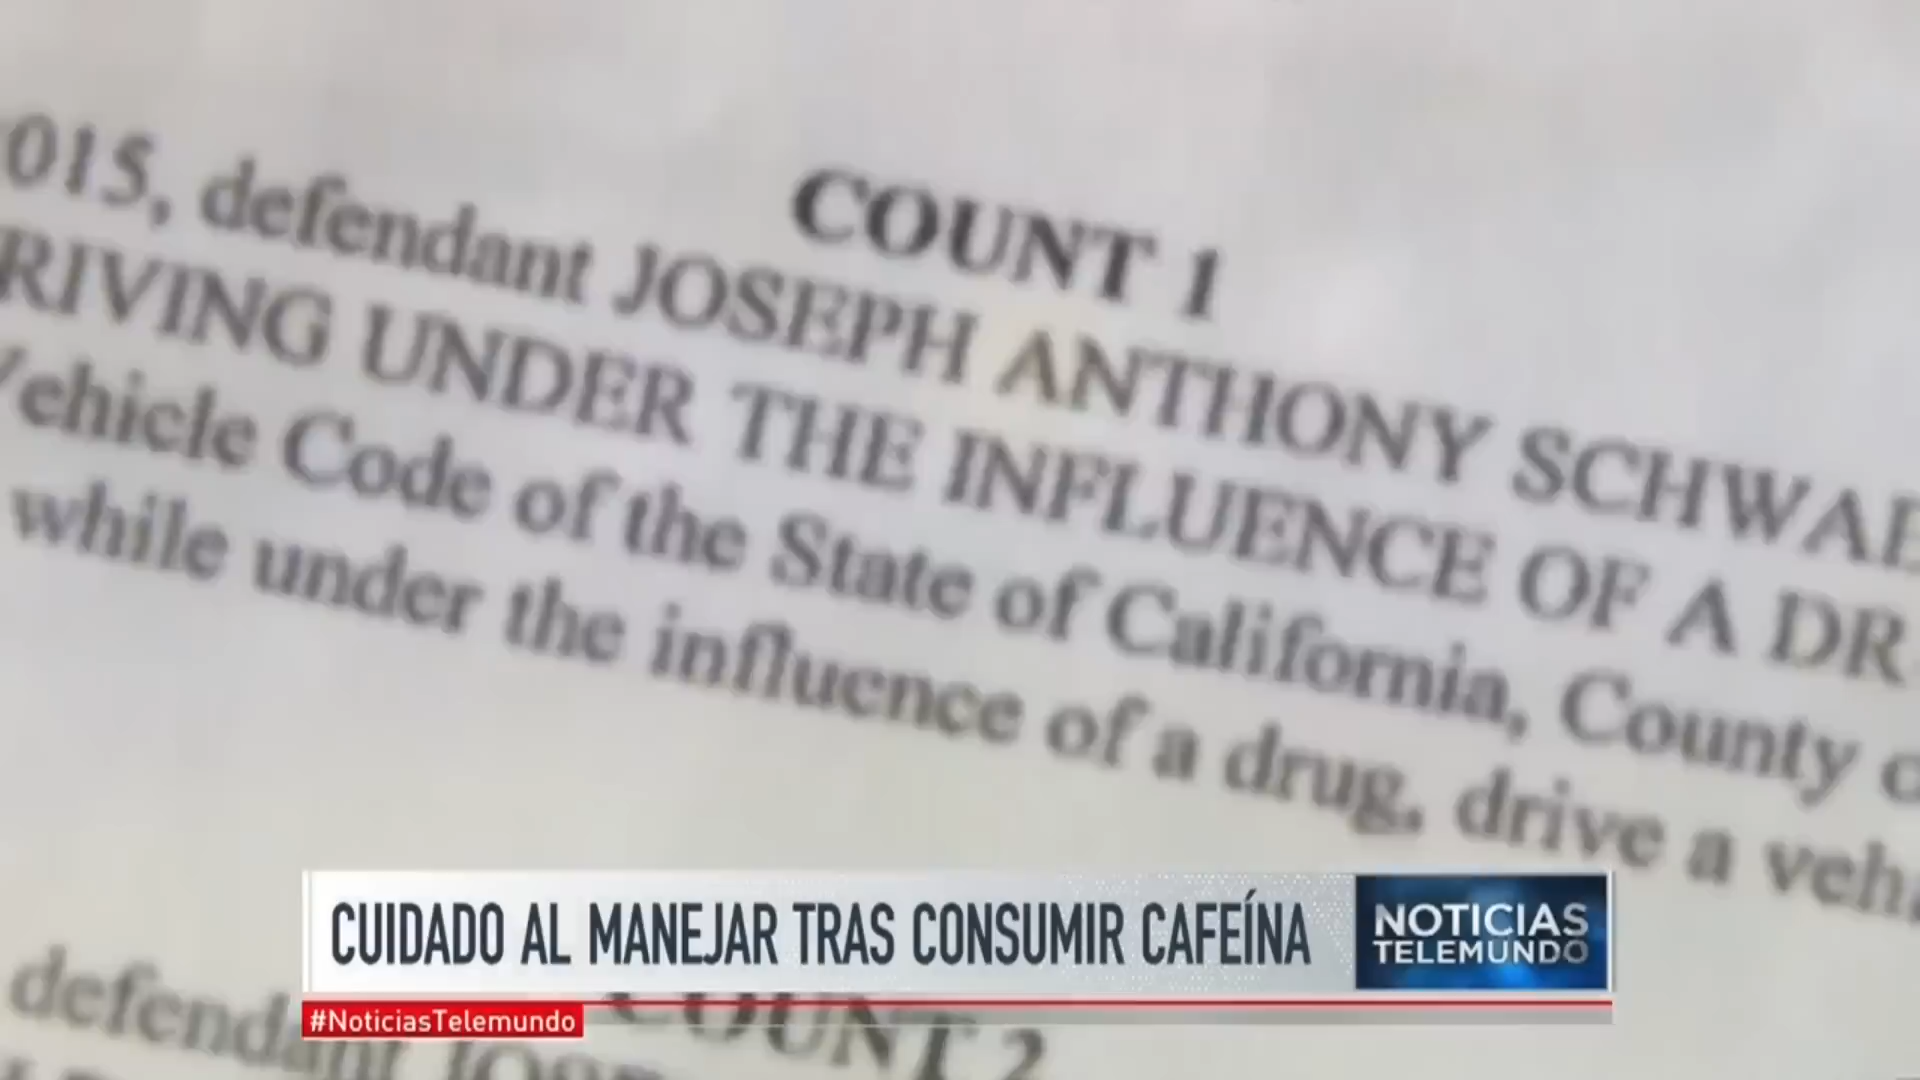 COUNT 1
015, defendant JOSEPH ANTHONY SCHWAB
RIVING UNDER THE INFLUENCE OF A DR
Vehicle Code of the State of California, County o
while under the influence of a drug, drive a veh
CUIDADO AL MANEJAR TRAS CONSUMIR CAFEÍNA
NOTICIAS
TELEMUNDO
#NoticiasTelemundo
COUNT 2
defendant